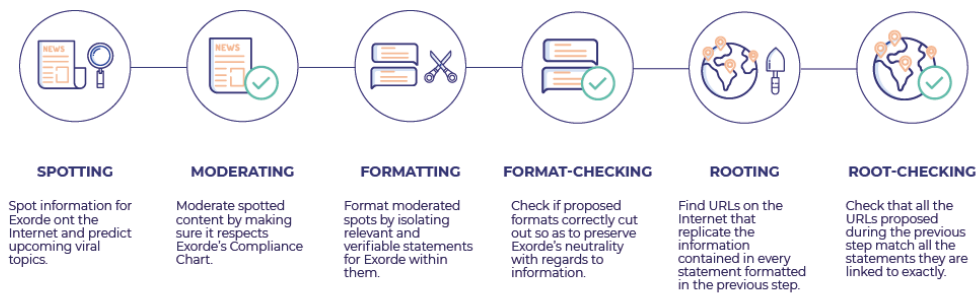 NEWS
NEWS
SPOTTING
Spot information for
Exorde ont the
Internet and predict
upcoming viral
topics.
MODERATING
Moderate spotted
content by making
sure it respects
Exorde's Compliance
Chart.
FORMATTING
Format moderated
spots by isolating
relevant and
verifiable statements
for Exorde within
them.
FORMAT-CHECKING
Check if proposed
formats correctly cut
out so as to preserve
Exorde's neutrality
with regards to
information.
ROOTING
Find URLs on the
Internet that
replicate the
information
contained in every
statement formatted
in the previous step.
ROOT-CHECKING
Check that all the
URLs proposed
during the previous
step match all the
statements they are
linked to exactly.